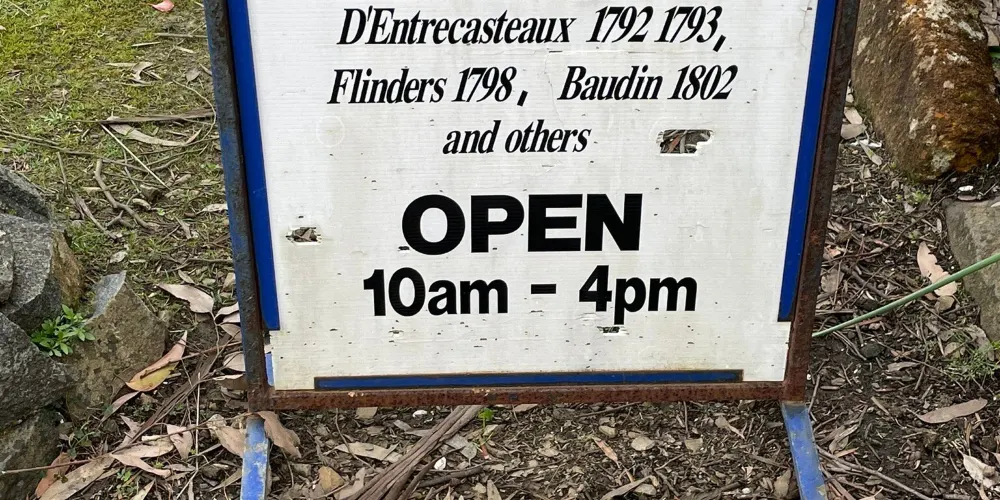 D'Entrecasteaux 1792 1793,
Flinders 1798, Baudin 1802
and others
OPEN
10am - 4pm